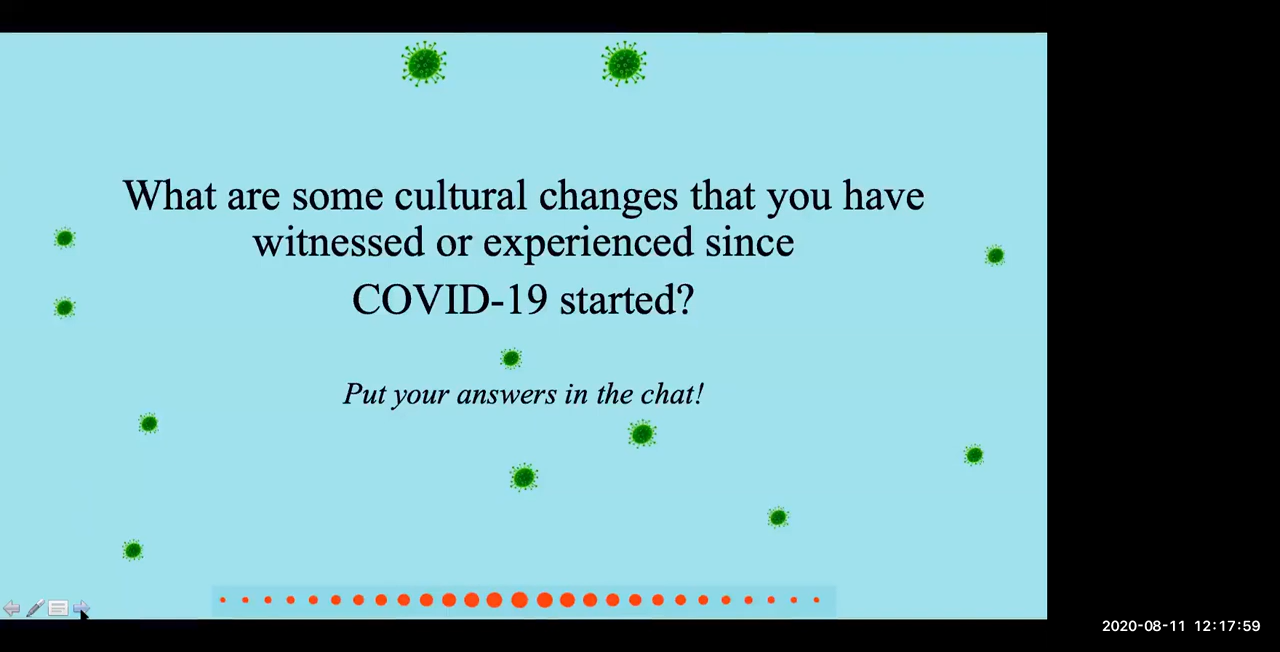 What are some cultural changes that you have
witnessed or experienced since
COVID-19 started?
Put your answers in the chat!
2020-08-11 12:17:59